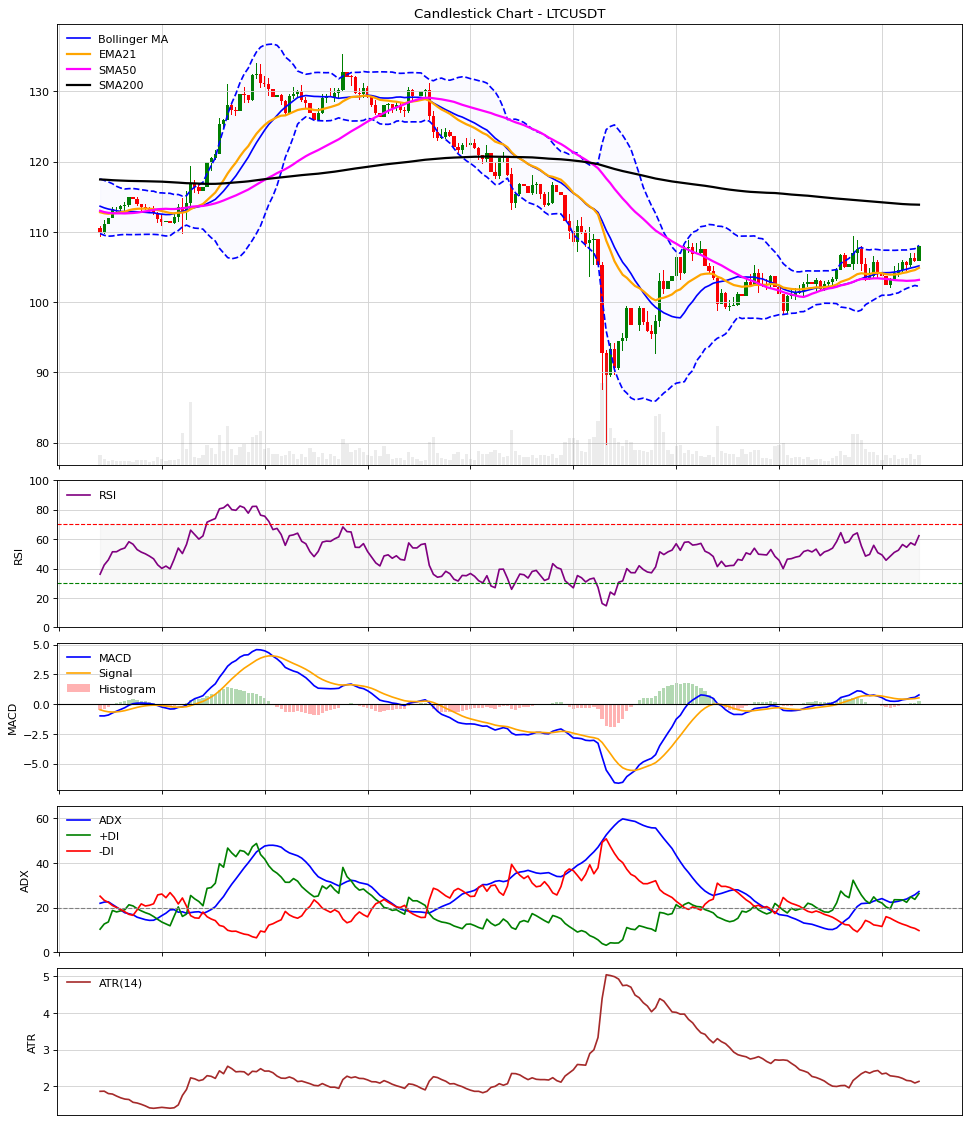 Candlestick Chart - LTCUSDT
Bollinger MA
EMA21
SMA50
SMA200
130
120
110
100
90
80
RSI
100
80
60
40
20
0
RSI
MACD
Signal
Histogram
5.0
2.5
0.0
−2.5
−5.0
MACD
ADX
+DI
-DI
60
40
20
0
ADX
ATR(14)
5
4
3
2
ATR